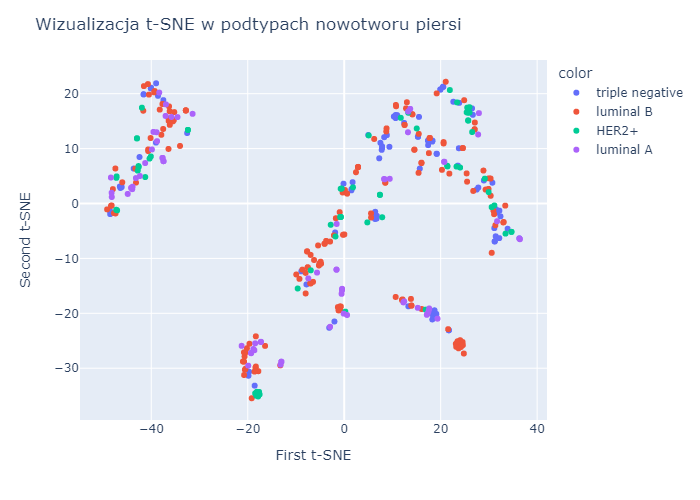 Wizualizacja t-SNE w podtypach nowotworu piersi
color
triple negative
luminal B
HER2+
luminal A
Second t-SNE
20
10
0
−10
−20
−30
−40
−20
0
20
40
First t-SNE